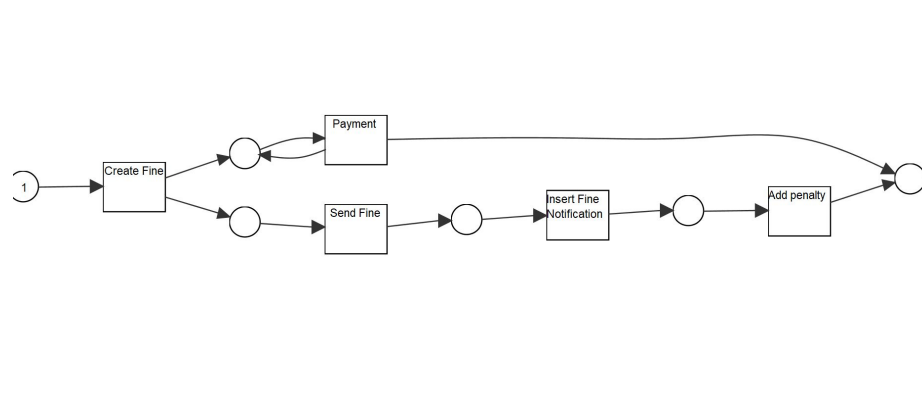 1
Create Fine
Payment
Send Fine
Insert Fine
Notification
Add penalty